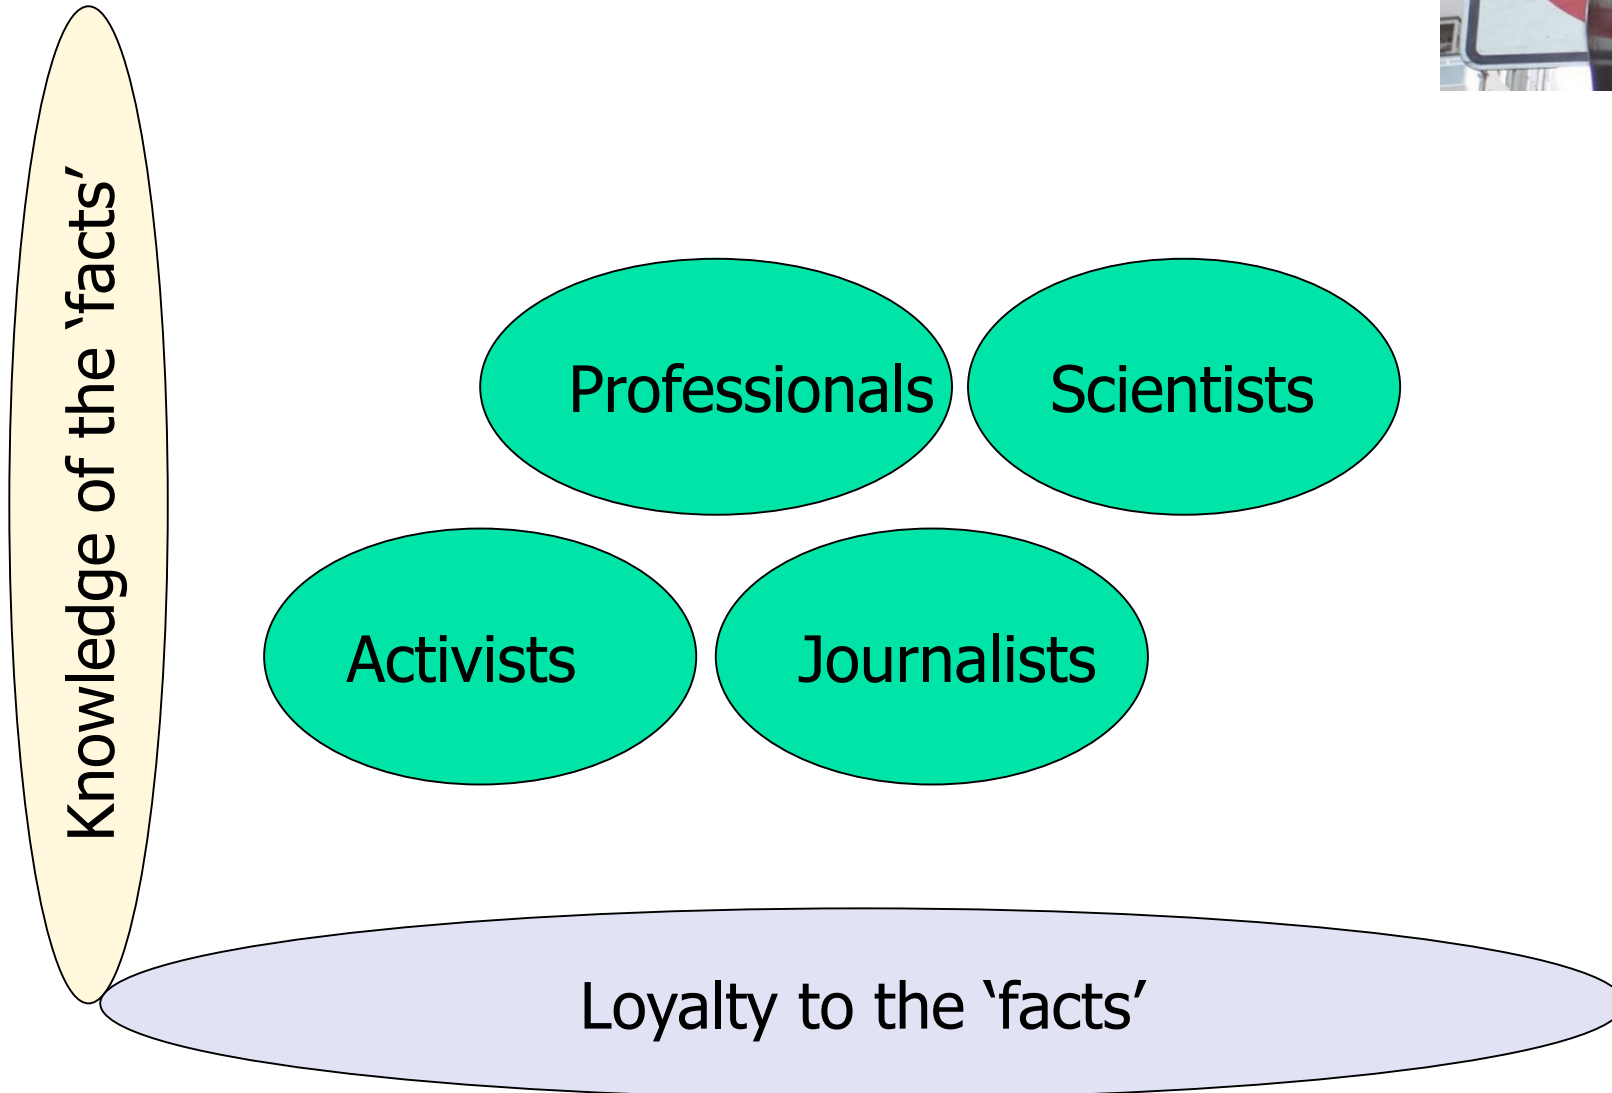 Knowledge of the ‛facts’
Professionals
Scientists
Activists
Journalists
Loyalty to the ‛facts’